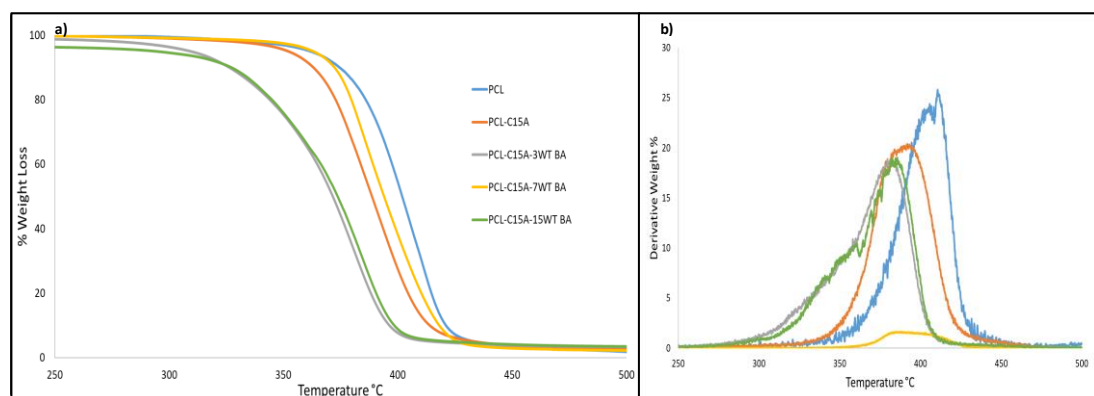 a)
100
80
60
40
20
0
% Weight Loss
250 300 350 400 450 500
Temperature °C
PCL
PCL-C15A
PCL-C15A-3WT BA
PCL-C15A-7WT BA
PCL-C15A-15WT BA
b)
30
25
20
15
10
5
0
Derivative Weight %
250 300 350 400 450 500
Temperature °C